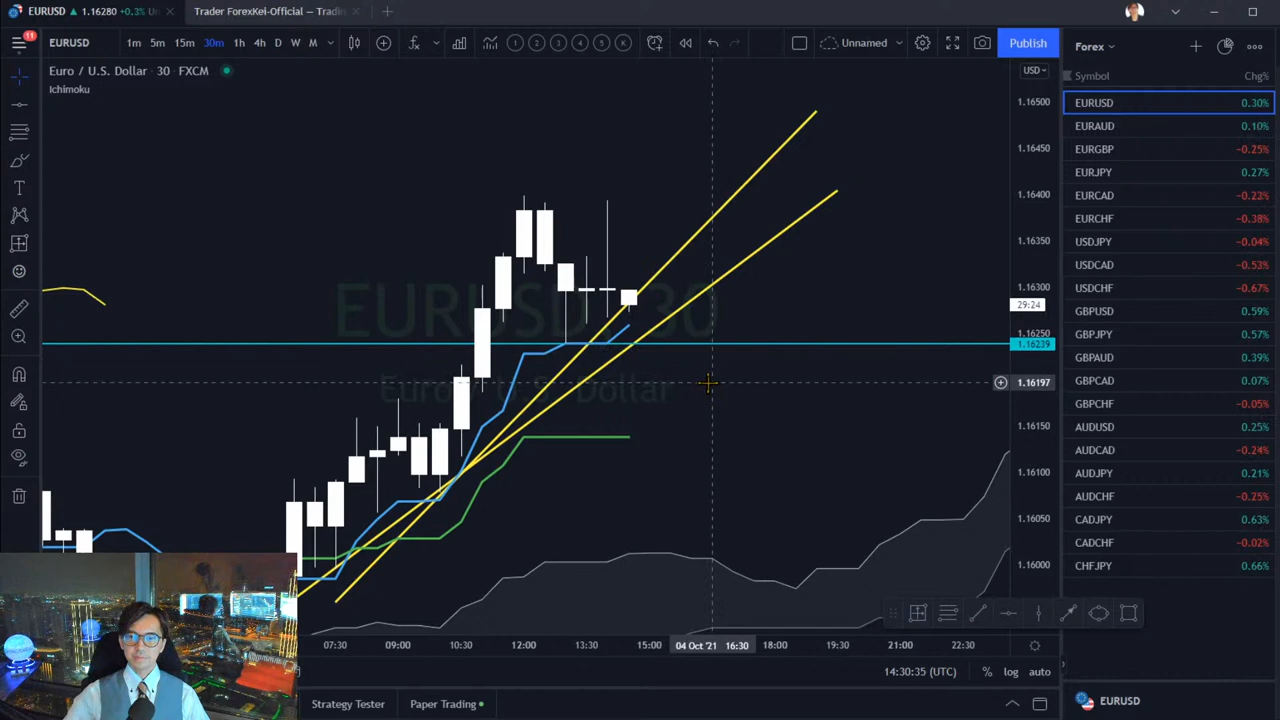 EURUSD ▲ 1.16280 +0.3% Un
Trader ForexKei-Official — Tradin
11
EURUSD
1m 5m 15m 30m 1h 4h D W M
1 2 3 4 5 K
Unnamed
Publish
Euro / U.S. Dollar · 30 · FXCM
Ichimoku
EURUSD, 30
Euro / U.S. Dollar
USD
1.16500
1.16450
1.16400
1.16350
1.16300
29:24
1.16250
1.16239
1.16197
1.16150
1.16100
1.16050
1.16000
07:30 09:00 10:30 12:00 13:30 15:00 04 Oct '21 16:30 18:00 19:30 21:00 22:30
14:30:35 (UTC) % log auto
Strategy Tester Paper Trading
Forex
Symbol Chg%
EURUSD 0.30%
EURAUD 0.10%
EURGBP −0.25%
EURJPY 0.27%
EURCAD −0.23%
EURCHF −0.38%
USDJPY −0.04%
USDCAD −0.53%
USDCHF −0.67%
GBPUSD 0.59%
GBPJPY 0.57%
GBPAUD 0.39%
GBPCAD 0.07%
GBPCHF −0.05%
AUDUSD 0.25%
AUDCAD −0.24%
AUDJPY 0.21%
AUDCHF −0.25%
CADJPY 0.63%
CADCHF −0.02%
CHFJPY 0.66%
EURUSD